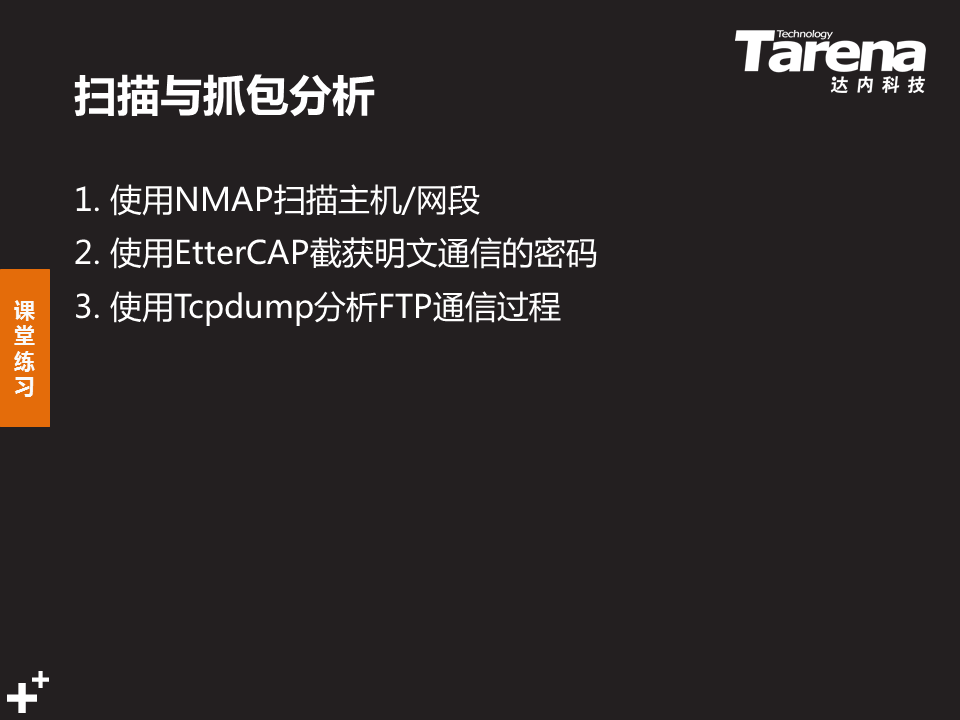 Technology
Tarena
达内科技
扫描与抓包分析
1. 使用NMAP扫描主机/网段
2. 使用EtterCAP截获明文通信的密码
3. 使用Tcpdump分析FTP通信过程
课堂练习